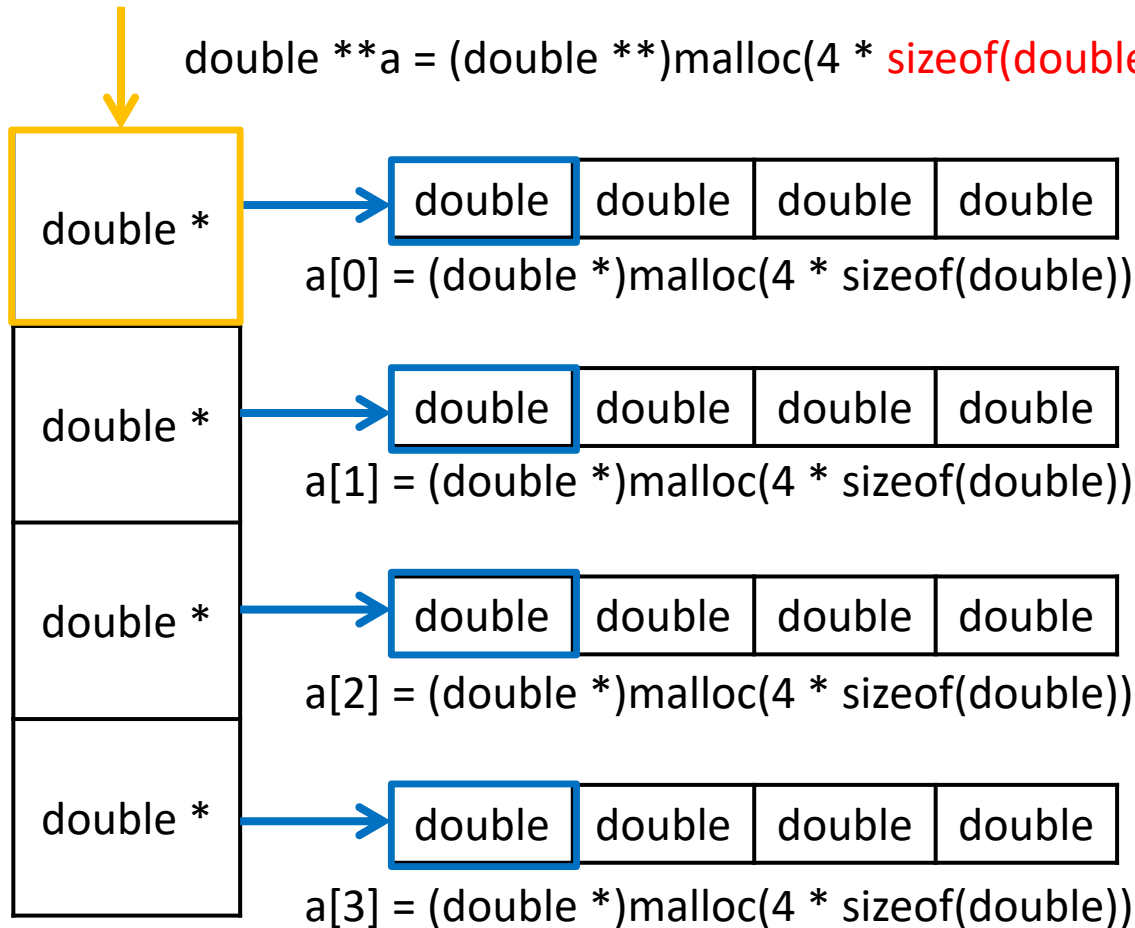 double **a = (double **)malloc(4 * sizeof(double
double * double double double double
a[0] = (double *)malloc(4 * sizeof(double))
double * double double double double
a[1] = (double *)malloc(4 * sizeof(double))
double * double double double double
a[2] = (double *)malloc(4 * sizeof(double))
double * double double double double
a[3] = (double *)malloc(4 * sizeof(double))